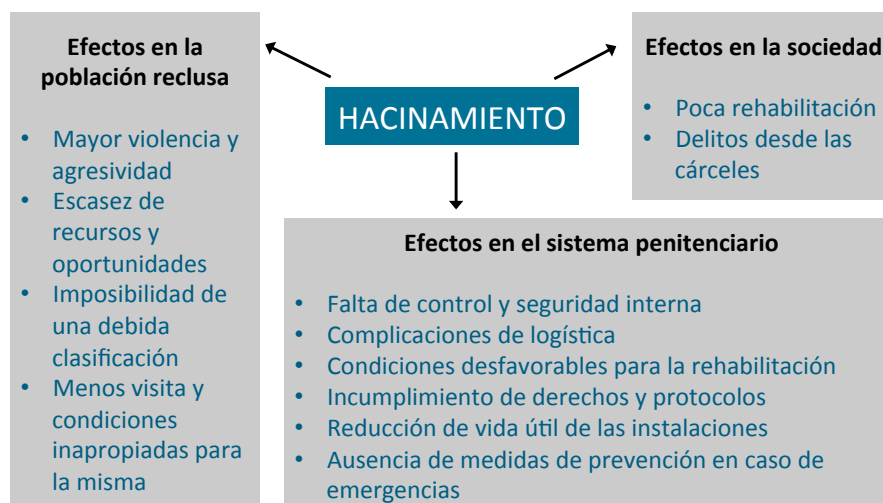 HACINAMIENTO
Efectos en la
población reclusa
• Mayor violencia y
agresividad
• Escasez de
recursos y
oportunidades
• Imposibilidad de
una debida
clasificación
• Menos visita y
condiciones
inapropiadas para
la misma
Efectos en la sociedad
• Poca rehabilitación
• Delitos desde las
cárceles
Efectos en el sistema penitenciario
• Falta de control y seguridad interna
• Complicaciones de logística
• Condiciones desfavorables para la rehabilitación
• Incumplimiento de derechos y protocolos
• Reducción de vida útil de las instalaciones
• Ausencia de medidas de prevención en caso de
emergencias